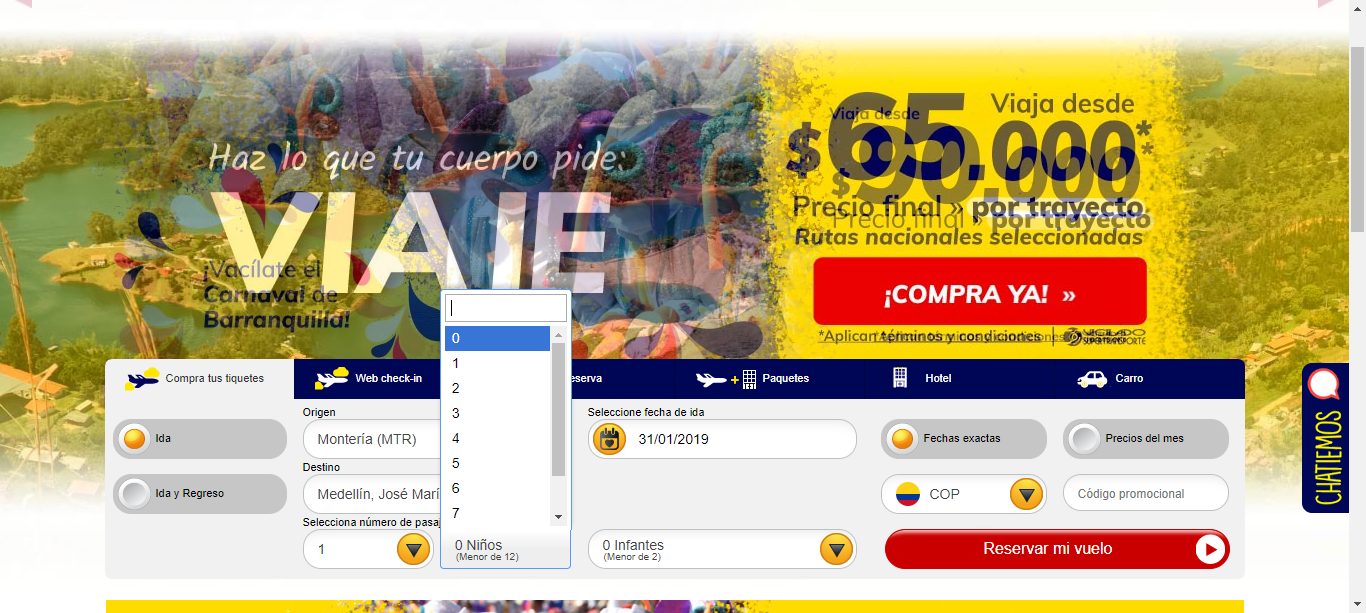 Haz lo que tu cuerpo pide:
VIAJE
¡Vacílate el
Carnaval de
Barranquilla!
Viaja desde
Viaja desde
$65.000*
$90.000*
Precio final » por trayecto
Precio final » por trayecto
Rutas nacionales seleccionadas
¡COMPRA YA! »
*Aplican términos y condiciones
VIGILADO
SUPERTRANSPORTE
Compra tus tiquetes
Web check-in
eserva
Paquetes
Hotel
Carro
CHATIEMOS
Ida
Ida y Regreso
Origen
Montería (MTR)
Destino
Medellín, José Marí
Selecciona número de pasaj
1
0
1
2
3
4
5
6
7
0 Niños
(Menor de 12)
Seleccione fecha de ida
31/01/2019
0 Infantes
(Menor de 2)
Fechas exactas
Precios del mes
COP
Código promocional
Reservar mi vuelo